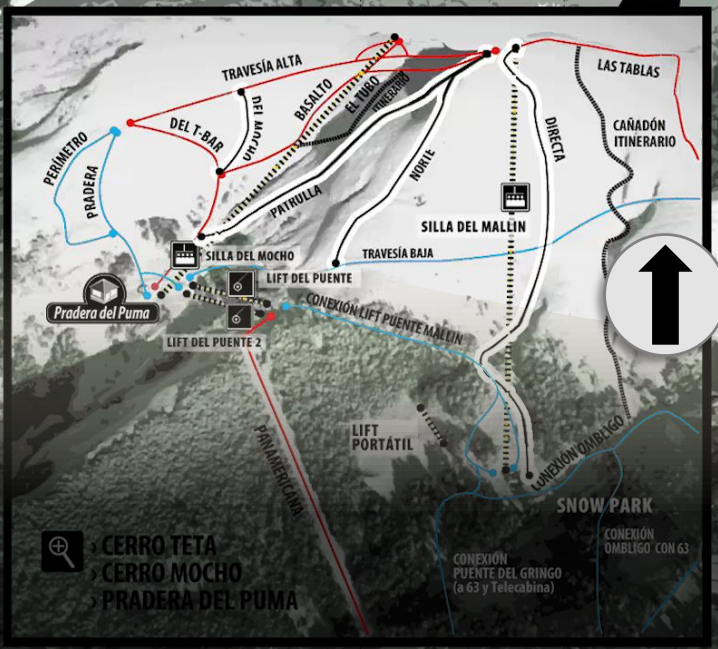 TRAVESÍA ALTA
LAS TABLAS
BASALTO
EL TUBO
ITINERARIO
DEL MOCHO
DEL T-BAR
PERÍMETRO
PRADERA
CAÑADÓN
ITINERARIO
DIRECTA
NORTE
PATRULLA
SILLA DEL MALLIN
SILLA DEL MOCHO
TRAVESÍA BAJA
LIFT DEL PUENTE
Pradera del Puma
CONEXIÓN LIFT PUENTE MALLIN
LIFT DEL PUENTE 2
LIFT
PORTÁTIL
PANAMERICANA
CONEXIÓN OMBLIGO
SNOW PARK
CONEXIÓN
OMBLIGO CON 63
CONEXIÓN
PUENTE DEL GRINGO
(a 63 y Telecabina)
› CERRO TETA
› CERRO MOCHO
› PRADERA DEL PUMA